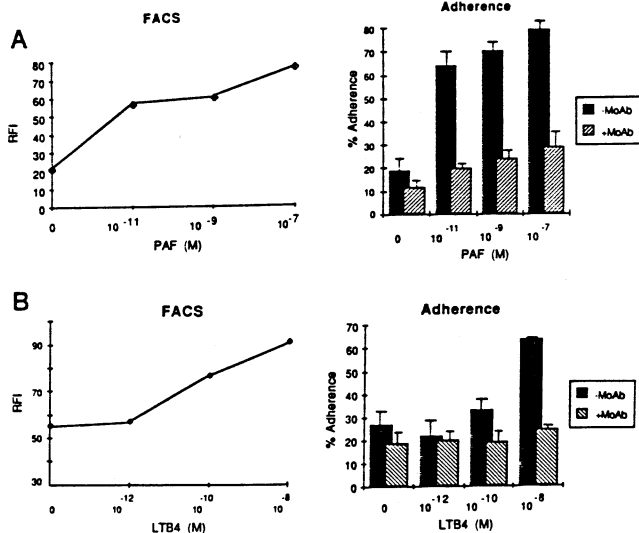 A
FACS
RFI
80
70
60
50
40
30
20
10
0
0
10 -11
10 -9
10 -7
PAF (M)
Adherence
% Adherence
80
70
60
50
40
30
20
10
0
0
10 -11
10 -9
10 -7
PAF (M)
-MoAb
+MoAb
B
FACS
RFI
90
70
50
30
0
10 -12
10 -10
10 -8
LTB4 (M)
Adherence
% Adherence
70
60
50
40
30
20
10
0
0
10 -12
10 -10
10 -8
LTB4 (M)
-MoAb
+MoAb